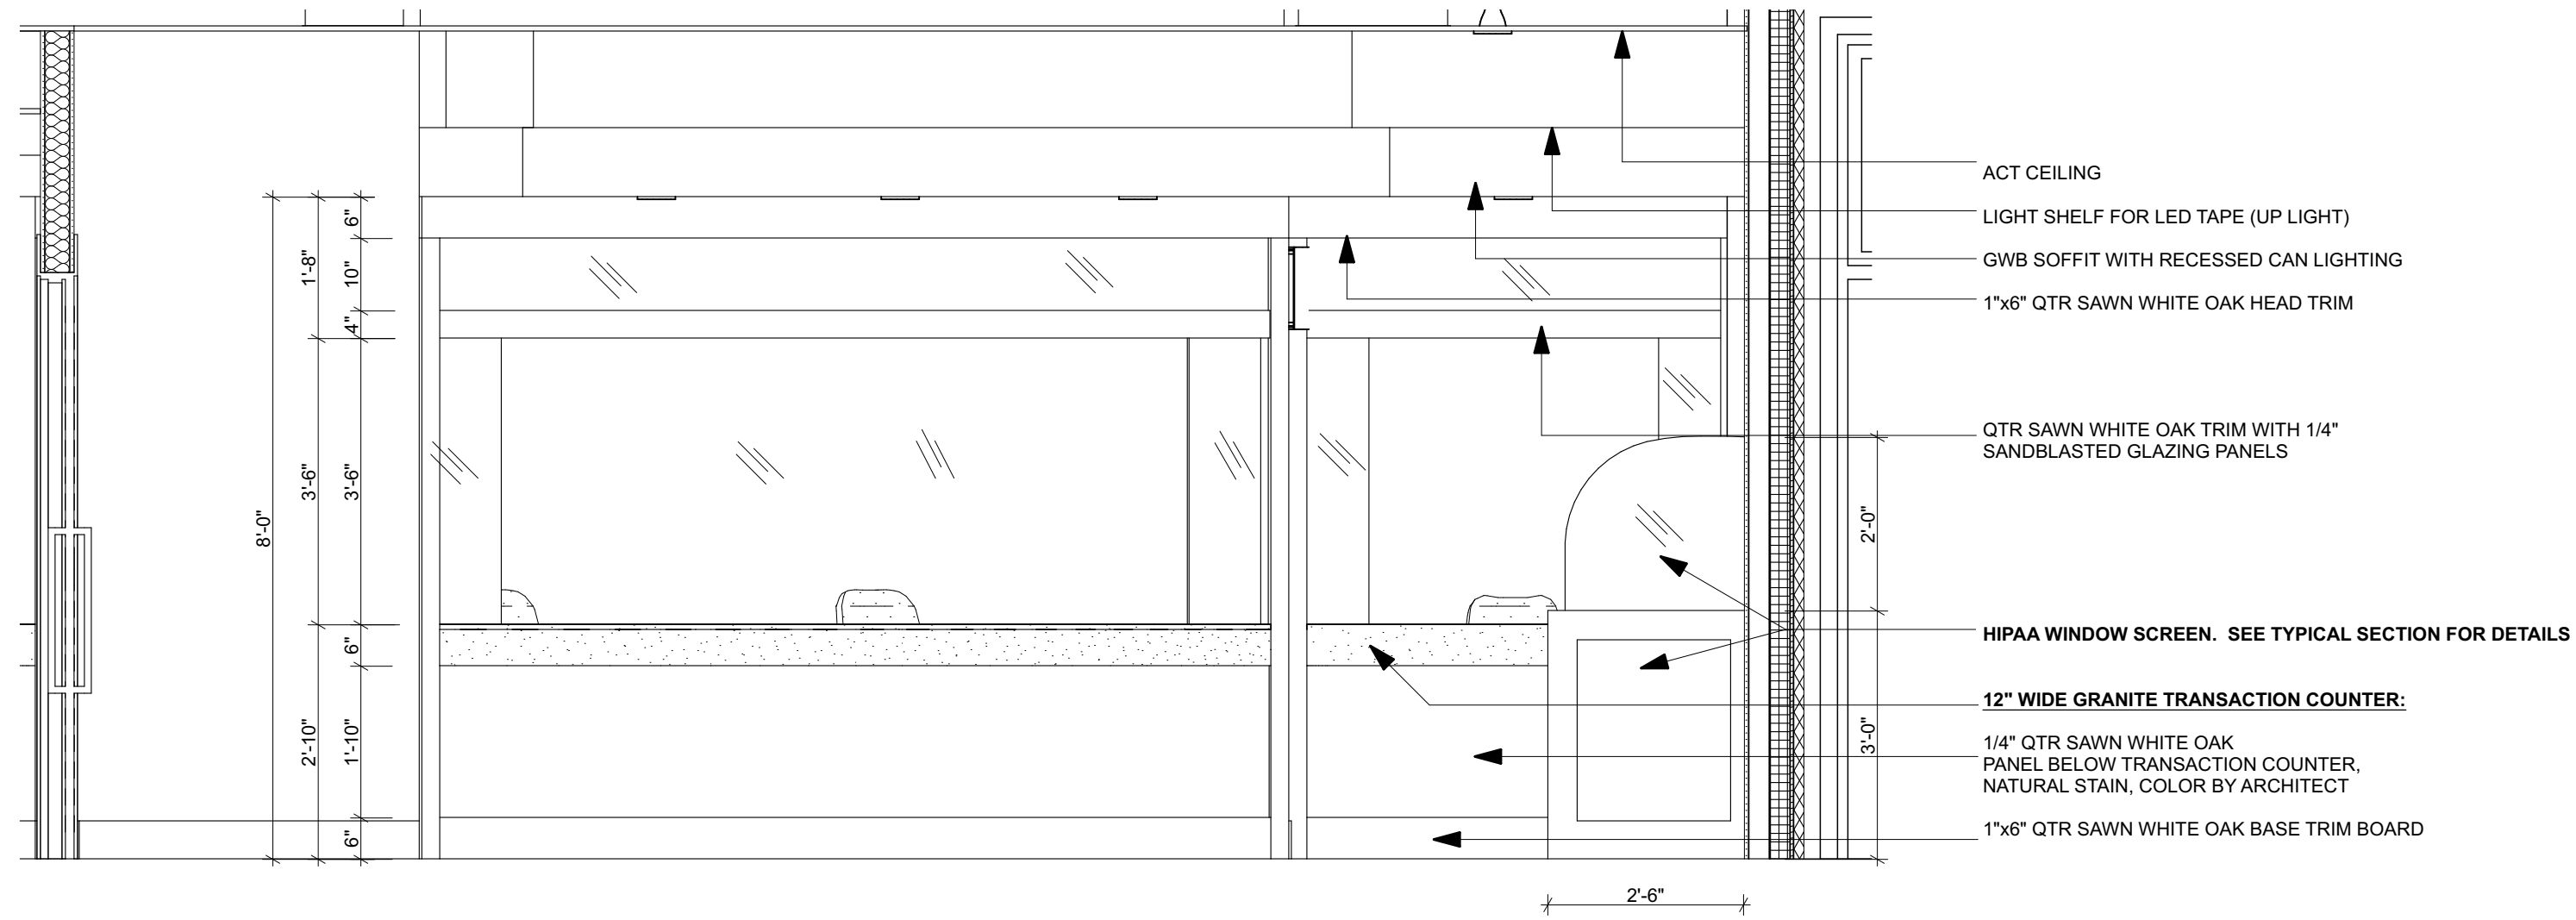 ACT CEILING
LIGHT SHELF FOR LED TAPE (UP LIGHT)
GWB SOFFIT WITH RECESSED CAN LIGHTING
1"x6" QTR SAWN WHITE OAK HEAD TRIM
QTR SAWN WHITE OAK TRIM WITH 1/4"
SANDBLASTED GLAZING PANELS
HIPAA WINDOW SCREEN.  SEE TYPICAL SECTION FOR DETAILS
12" WIDE GRANITE TRANSACTION COUNTER:
1/4" QTR SAWN WHITE OAK
PANEL BELOW TRANSACTION COUNTER,
NATURAL STAIN, COLOR BY ARCHITECT
1"x6" QTR SAWN WHITE OAK BASE TRIM BOARD
8'-0"
1'-8"
3'-6"
2'-10"
6"
10"
4"
3'-6"
6"
1'-10"
6"
2'-0"
3'-0"
2'-6"